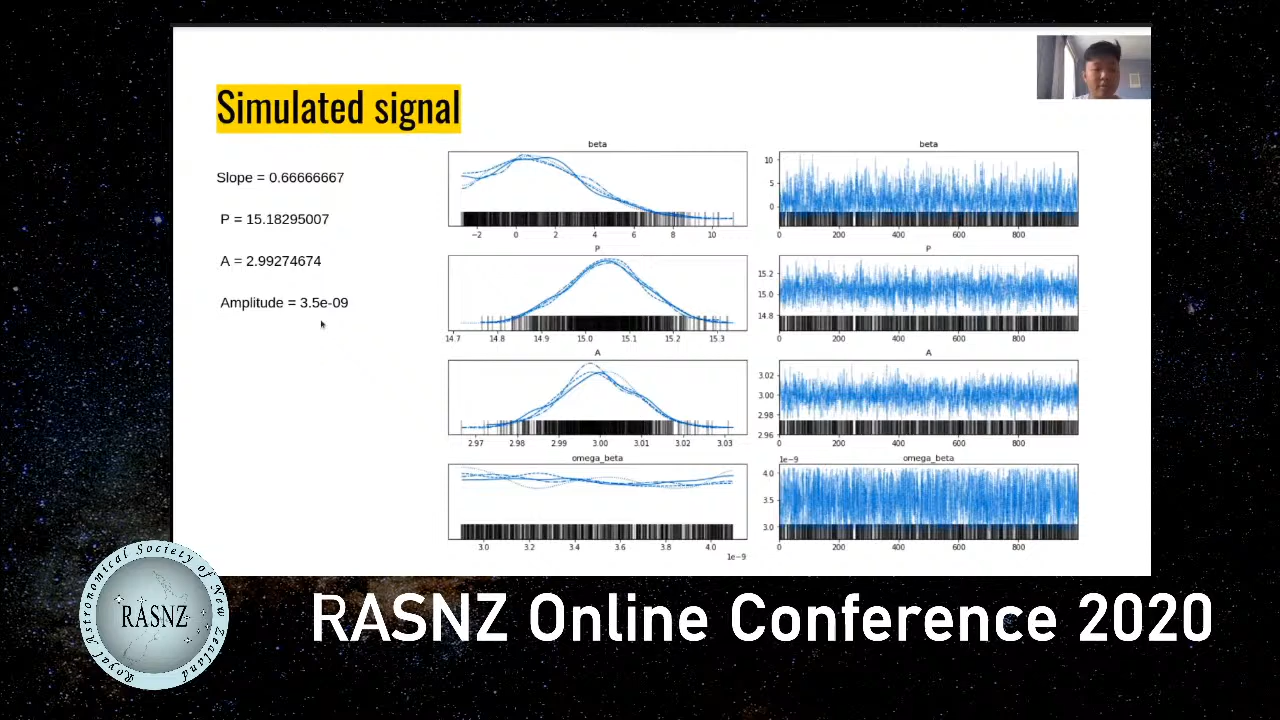 Simulated signal
Slope = 0.66666667
P = 15.18295007
A = 2.99274674
Amplitude = 3.5e-09
beta
−2 0 2 4 6 8 10
beta
10
5
0
0 200 400 600 800
P
14.7 14.8 14.9 15.0 15.1 15.2 15.3
P
15.2
15.0
14.8
0 200 400 600 800
A
2.97 2.98 2.99 3.00 3.01 3.02 3.03
A
3.02
3.00
2.98
2.96
0 200 400 600 800
omega_beta
3.0 3.2 3.4 3.6 3.8 4.0
1e−9
1e−9
omega_beta
4.0
3.5
3.0
0 200 400 600 800
Royal Astronomical Society of New Zealand
RASNZ
RASNZ Online Conference 2020